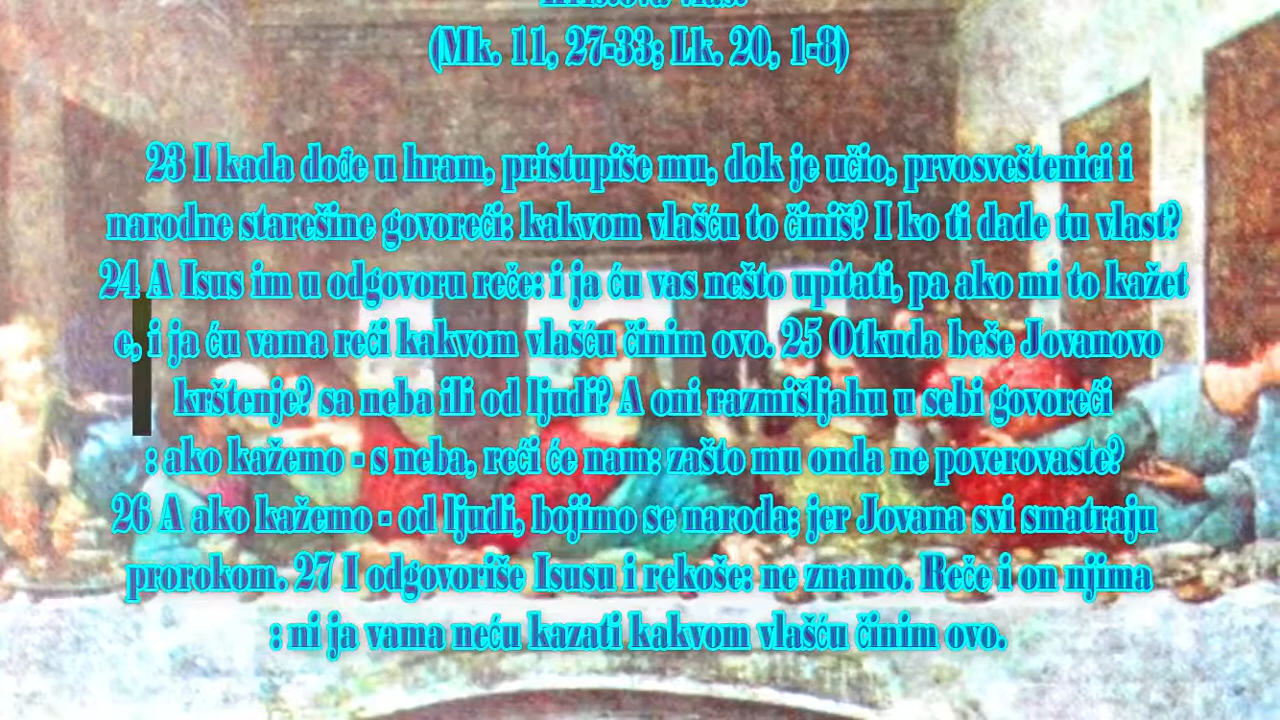 (Mk. 11, 27-33; Lk. 20, 1-8)
23 I kada dođe u hram, pristupiše mu, dok je učio, prvosveštenici i
narodne starešine govoreći: kakvom vlašću to činiš? I ko ti dade tu vlast?
24 A Isus im u odgovoru reče: i ja ću vas nešto upitati, pa ako mi to kažet
e, i ja ću vama reći kakvom vlašću činim ovo. 25 Otkuda beše Jovanovo
krštenje? sa neba ili od ljudi? A oni razmišljahu u sebi govoreći
: ako kažemo - s neba, reći će nam: zašto mu onda ne poverovaste?
26 A ako kažemo - od ljudi, bojimo se naroda; jer Jovana svi smatraju
prorokom. 27 I odgovoriše Isusu i rekoše: ne znamo. Reče i on njima
: ni ja vama neću kazati kakvom vlašću činim ovo.